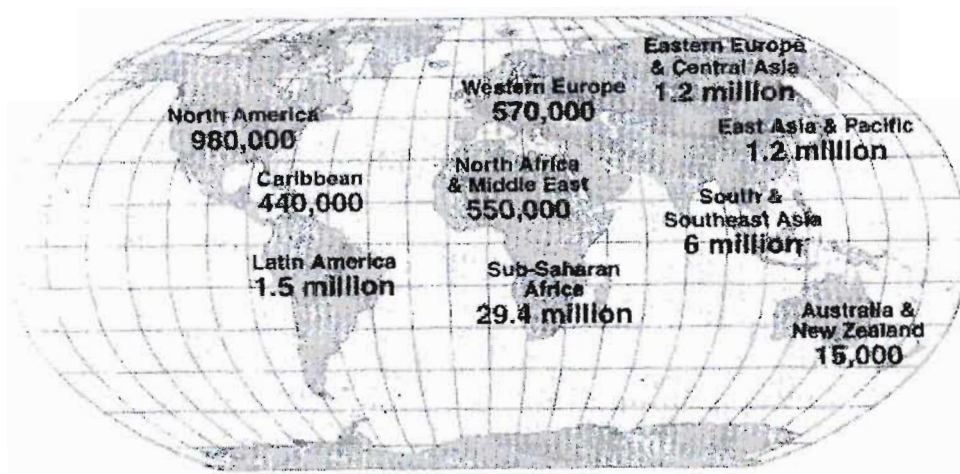 Eastern Europe
& Central Asia
1.2 million
Western Europe
570,000
North America
980,000
East Asia & Pacific
1.2 million
North Africa
& Middle East
550,000
Caribbean
440,000
South &
Southeast Asia
6 million
Latin America
1.5 million
Sub-Saharan
Africa
29.4 million
Australia &
New Zealand
15,000